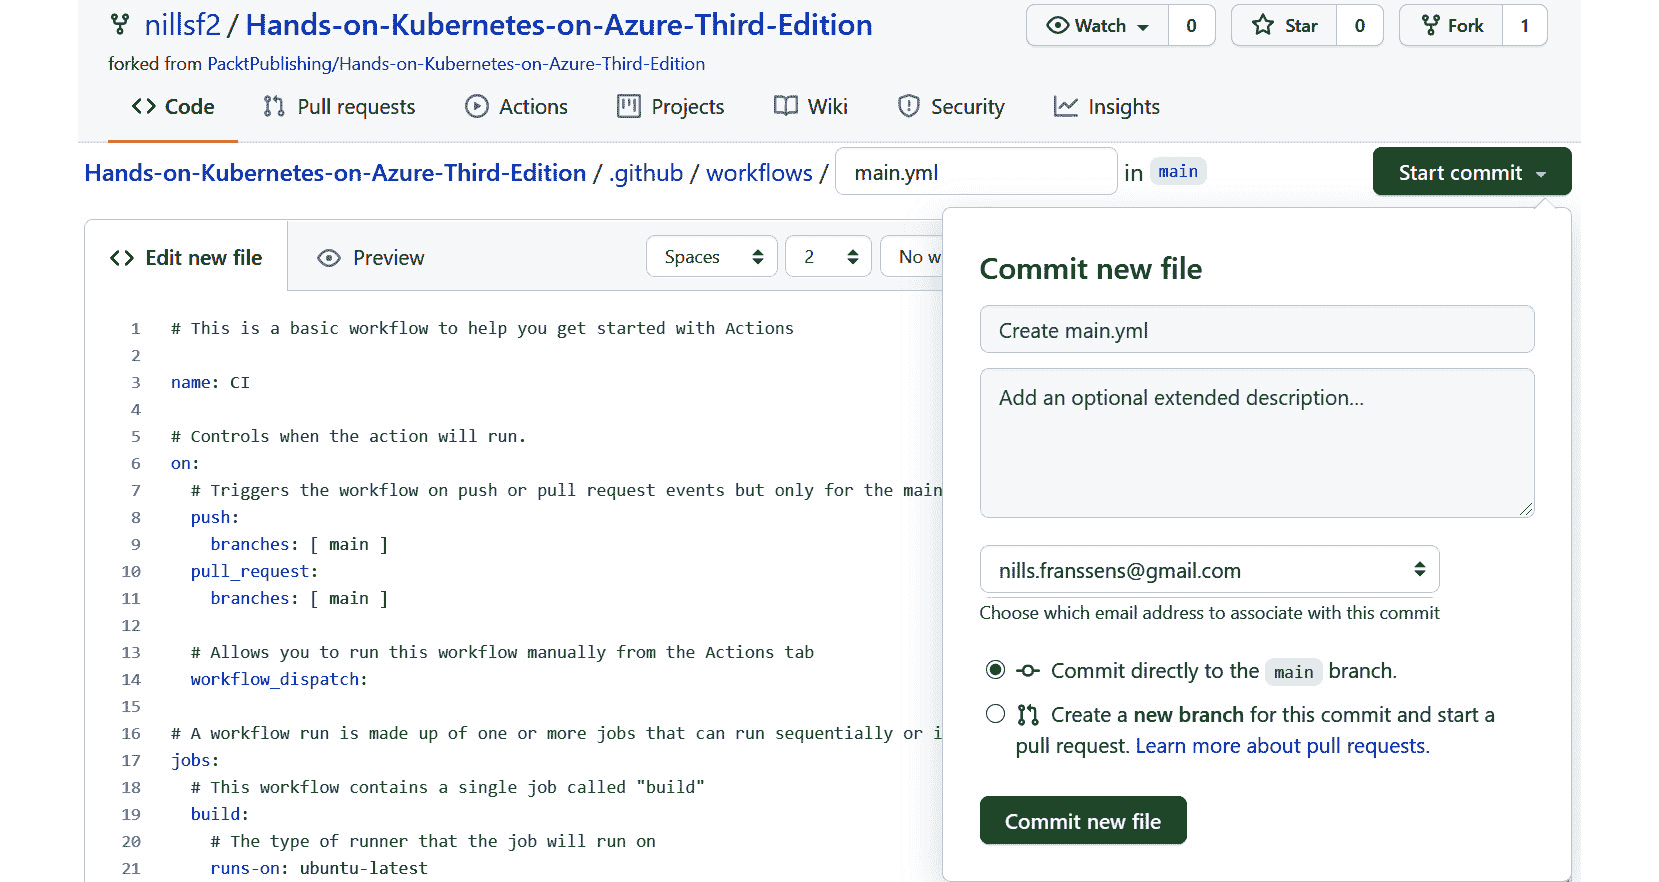 nillsf2 / Hands-on-Kubernetes-on-Azure-Third-Edition
Watch 0 Star 0 Fork 1
forked from PacktPublishing/Hands-on-Kubernetes-on-Azure-Third-Edition
Code Pull requests Actions Projects Wiki Security Insights
Hands-on-Kubernetes-on-Azure-Third-Edition / .github / workflows / main.yml in main
Start commit
Edit new file Preview Spaces 2 No w
1 # This is a basic workflow to help you get started with Actions
2
3 name: CI
4
5 # Controls when the action will run.
6 on:
7 # Triggers the workflow on push or pull request events but only for the main
8 push:
9 branches: [ main ]
10 pull_request:
11 branches: [ main ]
12
13 # Allows you to run this workflow manually from the Actions tab
14 workflow_dispatch:
15
16 # A workflow run is made up of one or more jobs that can run sequentially or i
17 jobs:
18 # This workflow contains a single job called "build"
19 build:
20 # The type of runner that the job will run on
21 runs-on: ubuntu-latest
Commit new file
Create main.yml
Add an optional extended description...
nills.franssens@gmail.com
Choose which email address to associate with this commit
Commit directly to the main branch.
Create a new branch for this commit and start a
pull request. Learn more about pull requests.
Commit new file